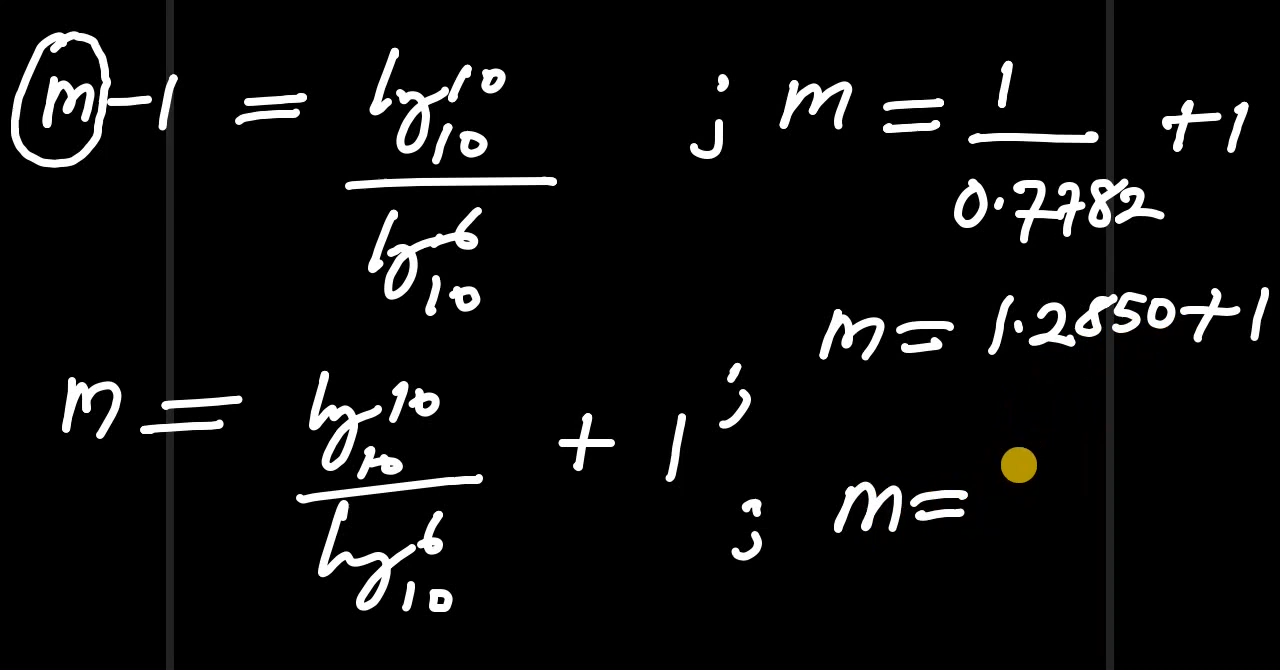 m-1 = log₁₀10 / log₁₀6 ; m = 1 / 0.7782 + 1
m = 1.2850 + 1
m = log₁₀10 / log₁₀6 + 1 ;
; m =